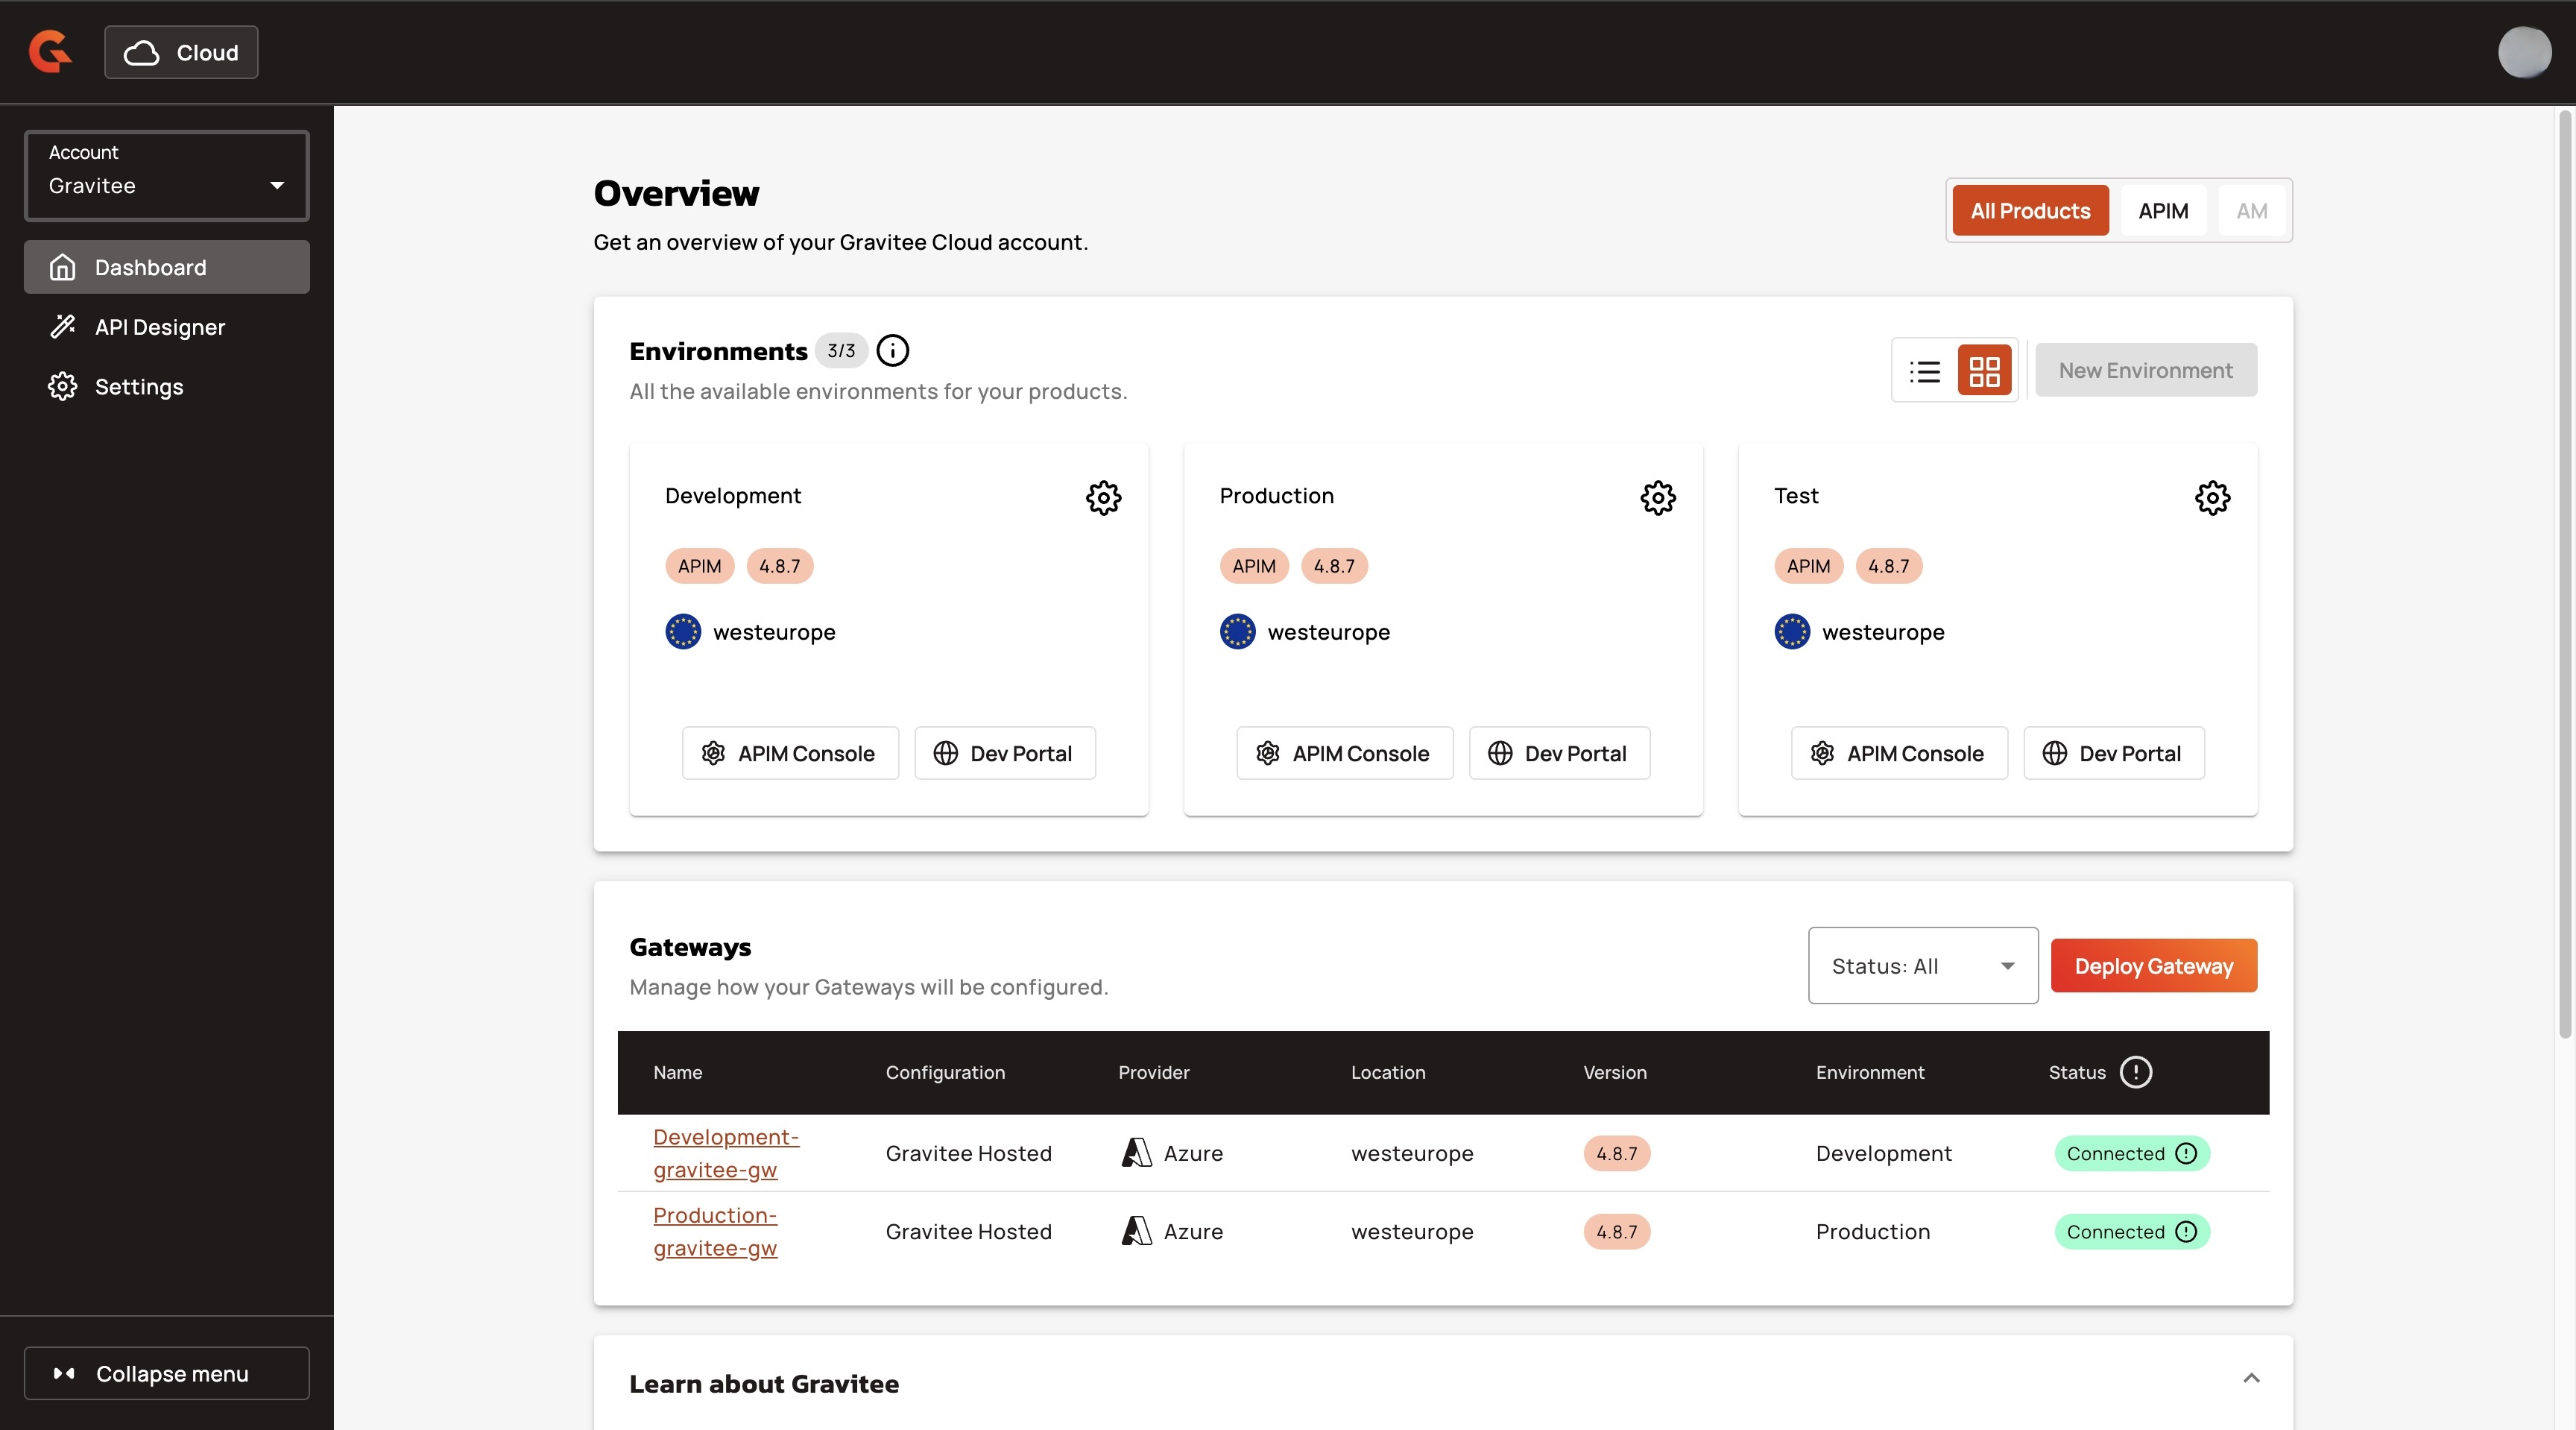 Cloud
Account
Gravitee
Dashboard
API Designer
Settings
Collapse menu
Overview
Get an overview of your Gravitee Cloud account.
All Products APIM AM
Environments 3/3
All the available environments for your products.
New Environment
Development
APIM 4.8.7
westeurope
APIM Console Dev Portal
Production
APIM 4.8.7
westeurope
APIM Console Dev Portal
Test
APIM 4.8.7
westeurope
APIM Console Dev Portal
Gateways
Manage how your Gateways will be configured.
Status: All
Deploy Gateway
Name Configuration Provider Location Version Environment Status
Development-
gravitee-gw
Gravitee Hosted Azure westeurope 4.8.7 Development Connected
Production-
gravitee-gw
Gravitee Hosted Azure westeurope 4.8.7 Production Connected
Learn about Gravitee